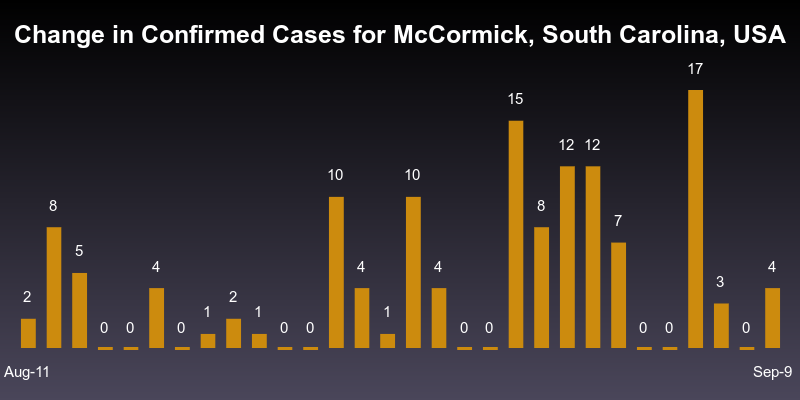 Change in Confirmed Cases for McCormick, South Carolina, USA
2 8 5 0 0 4 0 1 2 1 0 0 10 4 1 10 4 0 0 15 8 12 12 7 0 0 17 3 0 4
Aug-11 Sep-9